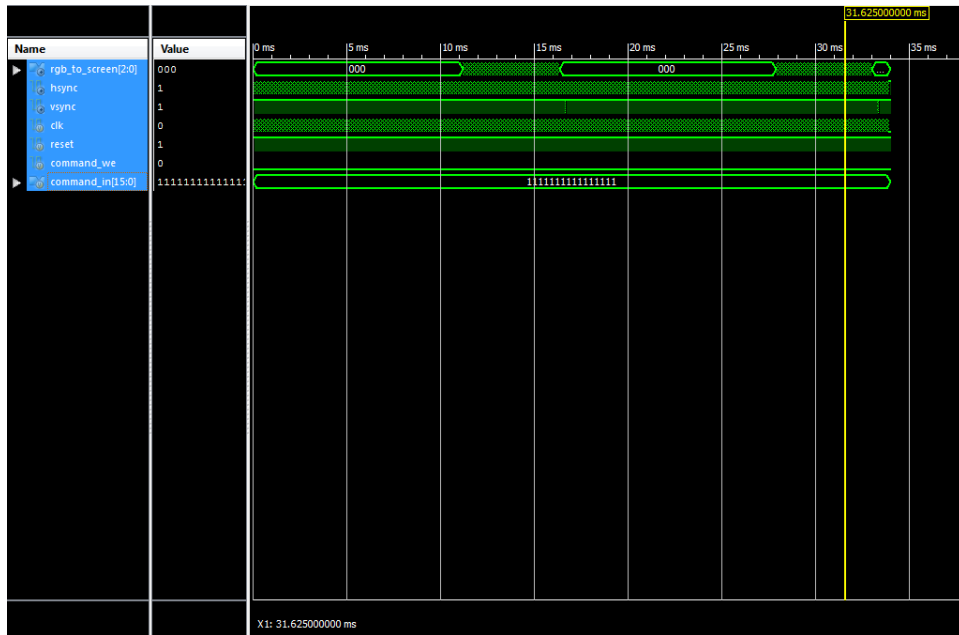 31.625000000 ms
Name Value
0 ms 5 ms 10 ms 15 ms 20 ms 25 ms 30 ms 35 ms
rgb_to_screen[2:0] 000 000 000 ...
hsync 1
vsync 1
clk 0
reset 1
command_we 0
command_in[15:0] 111111111111111: 1111111111111111
X1: 31.625000000 ms